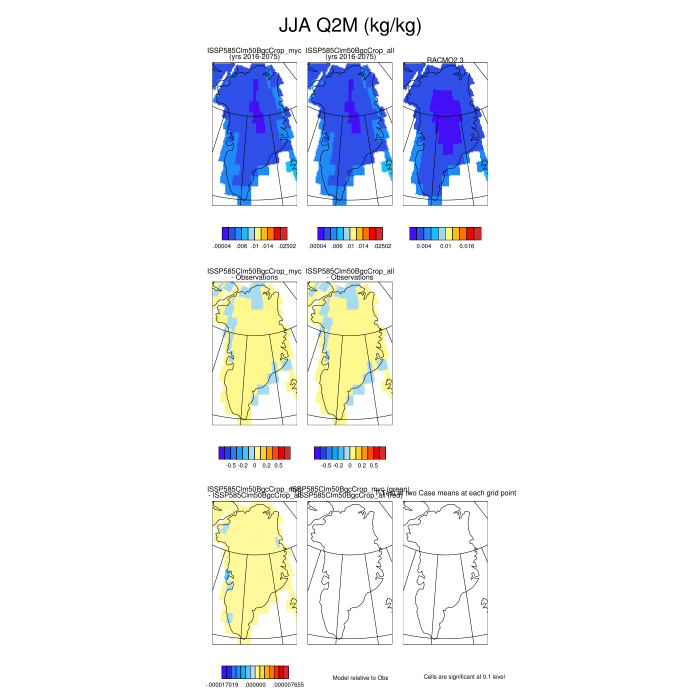 JJA Q2M (kg/kg)
ISSP585Clm50BgcCrop_myc ISSP585Clm50BgcCrop_all
(yrs 2016-2075) (yrs 2016-2075) RACMO2.3
.00004 .006 .01 .014 .02502 .00004 .006 .01 .014 .02502 0.004 0.01 0.016
ISSP585Clm50BgcCrop_myc ISSP585Clm50BgcCrop_all
- Observations - Observations
-0.5 -0.2 0 0.2 0.5 -0.5 -0.2 0 0.2 0.5
ISSP585Clm50BgcCrop_myc (green) two Case means at each grid point
- ISSP585Clm50BgcCrop_all ISSP585Clm50BgcCrop_all (red)
-.000017019 .000000 .000007655
Model relative to Obs
Cells are significant at 0.1 level